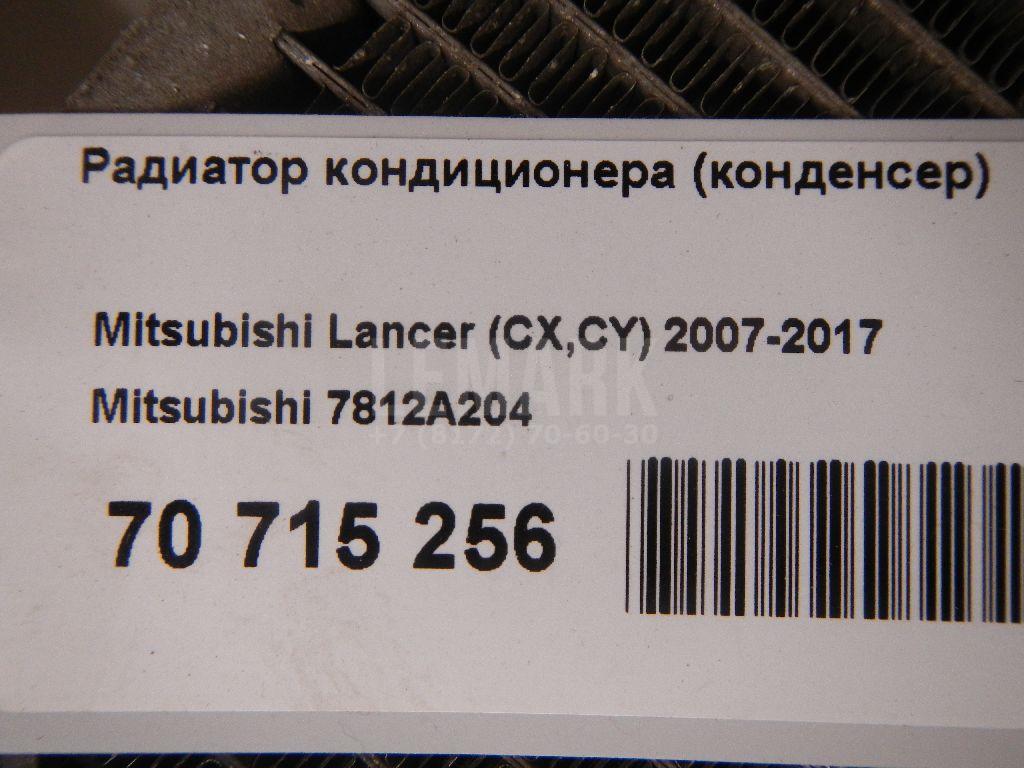 Радиатор кондиционера (конденсер)
Mitsubishi Lancer (CX,CY) 2007-2017
LEMARK
Mitsubishi 7812A204
+7 (8172) 70-60-30
70 715 256